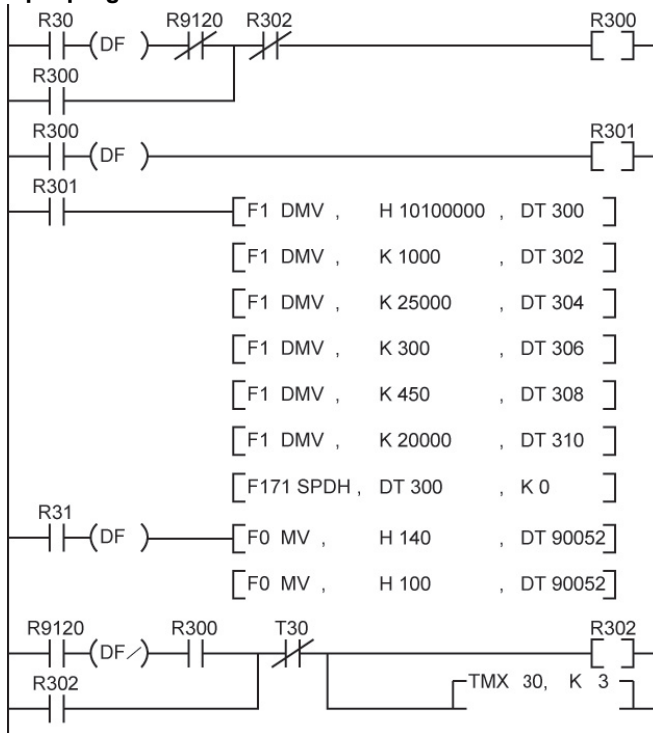 R30 R9120 R302 R300
(DF )
R300
R300 R301
(DF )
R301
F1 DMV , H 10100000 , DT 300
F1 DMV , K 1000 , DT 302
F1 DMV , K 25000 , DT 304
F1 DMV , K 300 , DT 306
F1 DMV , K 450 , DT 308
F1 DMV , K 20000 , DT 310
F171 SPDH , DT 300 , K 0
R31
(DF ) F0 MV , H 140 , DT 90052
F0 MV , H 100 , DT 90052
R9120 R300 T30 R302
(DF/)
R302 TMX 30, K 3